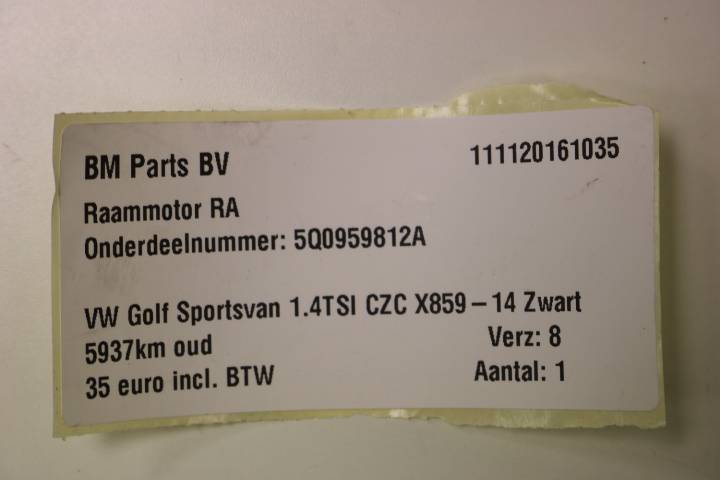 BM Parts BV 111120161035
Raammotor RA
Onderdeelnummer: 5Q0959812A
VW Golf Sportsvan 1.4TSI CZC X859 – 14 Zwart
5937km oud Verz: 8
35 euro incl. BTW Aantal: 1